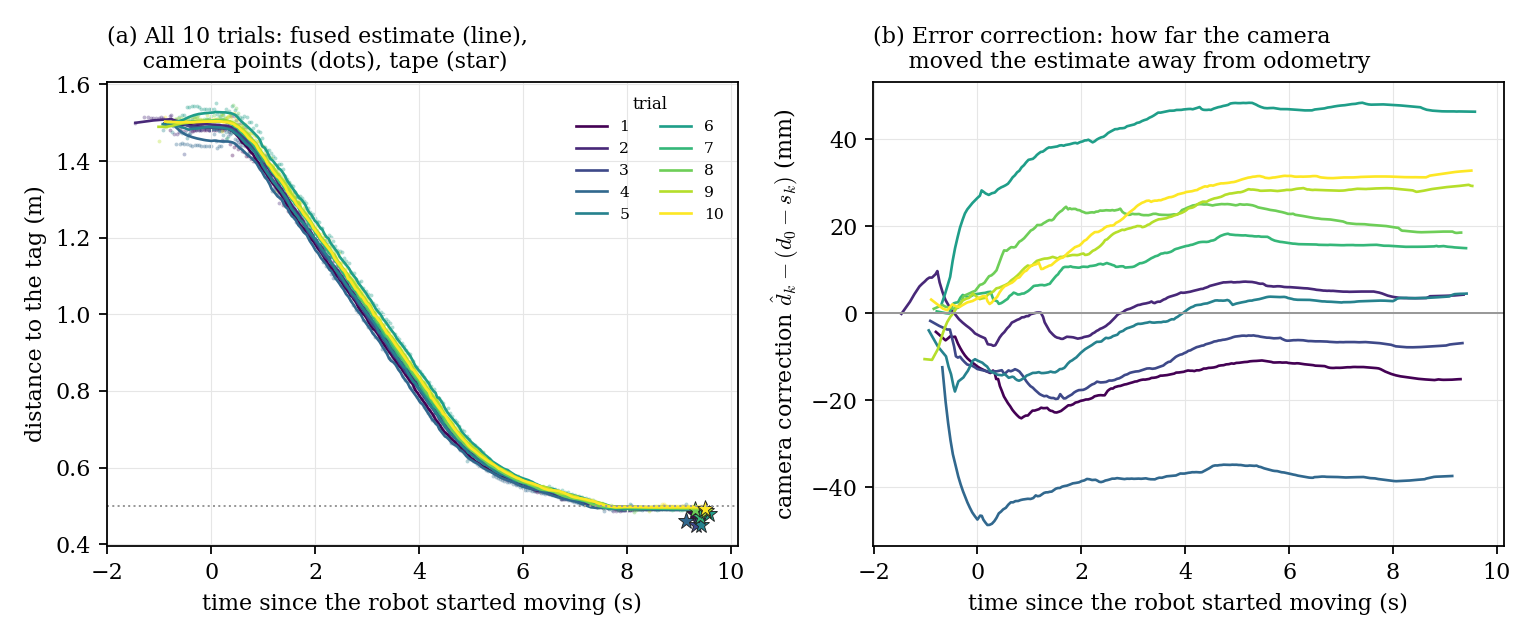 (a) All 10 trials: fused estimate (line),
camera points (dots), tape (star)
distance to the tag (m)
1.6
1.4
1.2
1.0
0.8
0.6
0.4
trial
1 6
2 7
3 8
4 9
5 10
−2 0 2 4 6 8 10
time since the robot started moving (s)
(b) Error correction: how far the camera
moved the estimate away from odometry
camera correction $\hat{d}_k - (d_0 - s_k)$ (mm)
40
20
0
−20
−40
−2 0 2 4 6 8 10
time since the robot started moving (s)